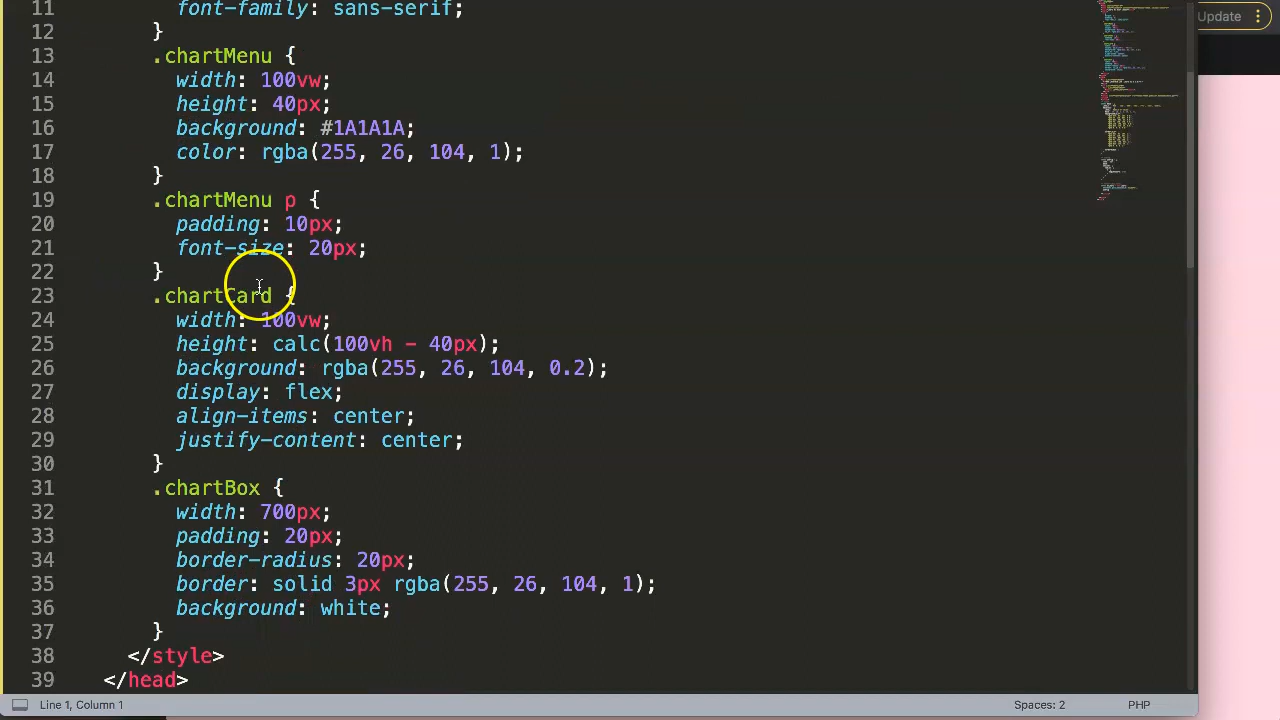 11 font-family: sans-serif;
12 }
13 .chartMenu {
14 width: 100vw;
15 height: 40px;
16 background: #1A1A1A;
17 color: rgba(255, 26, 104, 1);
18 }
19 .chartMenu p {
20 padding: 10px;
21 font-size: 20px;
22 }
23 .chartCard {
24 width: 100vw;
25 height: calc(100vh - 40px);
26 background: rgba(255, 26, 104, 0.2);
27 display: flex;
28 align-items: center;
29 justify-content: center;
30 }
31 .chartBox {
32 width: 700px;
33 padding: 20px;
34 border-radius: 20px;
35 border: solid 3px rgba(255, 26, 104, 1);
36 background: white;
37 }
38 </style>
39 </head>
Line 1, Column 1
Spaces: 2
PHP
Update